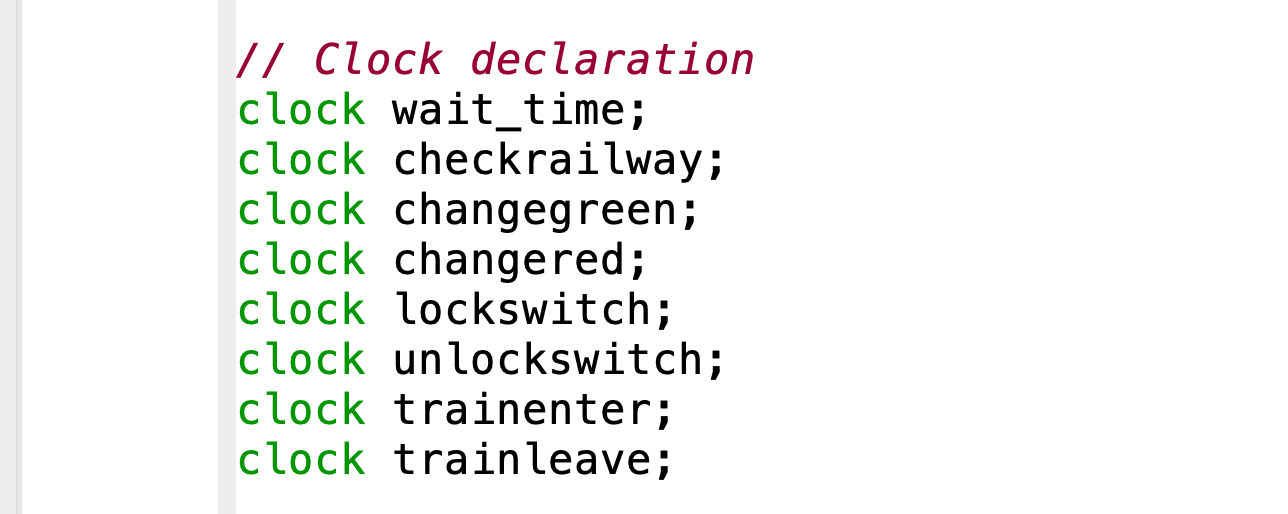 // Clock declaration
clock wait_time;
clock checkrailway;
clock changegreen;
clock changered;
clock lockswitch;
clock unlockswitch;
clock trainenter;
clock trainleave;